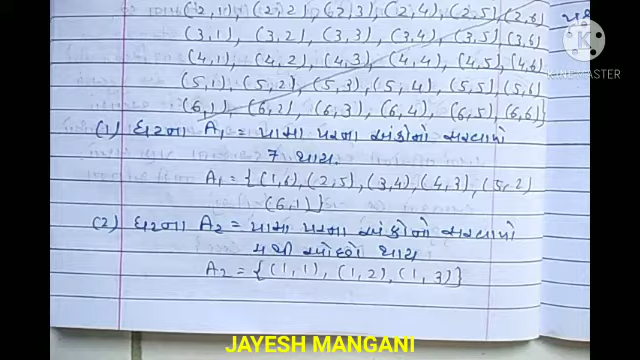 (2,1), (2,2), (2,3), (2,4), (2,5), (2,6)
(3,1), (3,2), (3,3), (3,4), (3,5), (3,6)
(4,1), (4,2), (4,3), (4,4), (4,5), (4,6)
(5,1), (5,2), (5,3), (5,4), (5,5), (5,6)
(6,1), (6,2), (6,3), (6,4), (6,5), (6,6)}
(1) ઘટના A₁ = પાસા પરના અંકોનો સરવાળો
7 થાય.
A₁ = {(1,6), (2,5), (3,4), (4,3), (5,2)
(6,1)}
(2) ઘટના A₂ = પાસા પરના અંકોનો સરવાળો
થાય
A₂ = {(1,1), (1,2), (1,3)}
KINEMASTER
JAYESH MANGANI